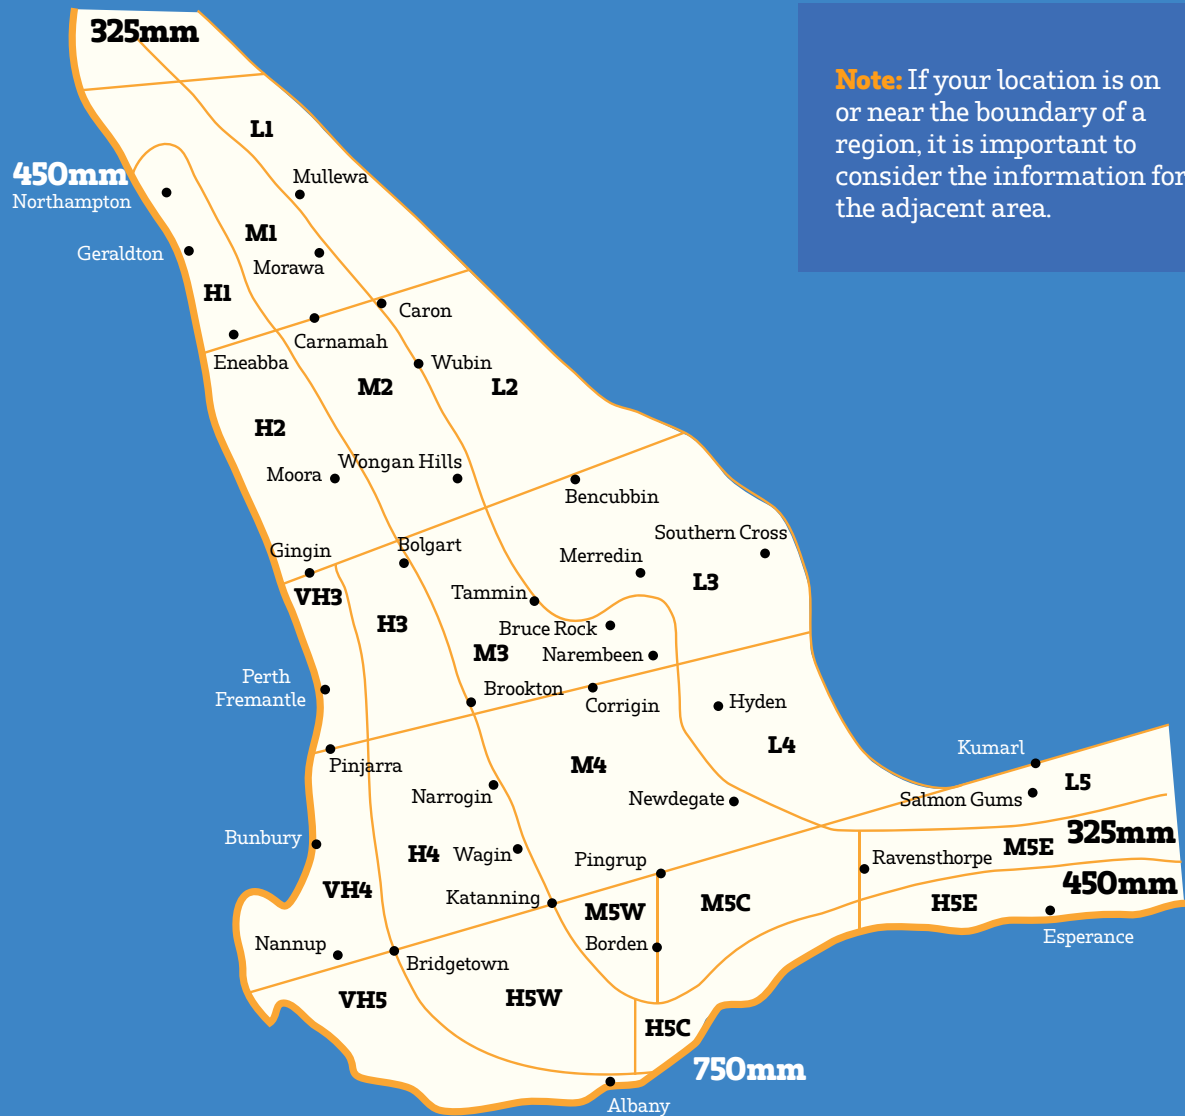 325mm
Note: If your location is on
or near the boundary of a
region, it is important to
consider the information for
the adjacent area.
L1
450mm
Mullewa
Northampton
M1
Geraldton
Morawa
H1
Caron
Carnamah
Eneabba
Wubin
M2
L2
H2
Wongan Hills
Moora
Bencubbin
Southern Cross
Bolgart
Gingin
Merredin
L3
VH3
Tammin
H3
Bruce Rock
M3
Narembeen
Perth
Fremantle
Brookton
Corrigin
Hyden
L4
Kumarl
Pinjarra
M4
L5
Narrogin
Newdegate
Salmon Gums
325mm
Bunbury
M5E
H4
Wagin
Pingrup
Ravensthorpe
450mm
VH4
Katanning
M5W
M5C
H5E
Nannup
Borden
Esperance
Bridgetown
VH5
H5W
H5C
750mm
Albany